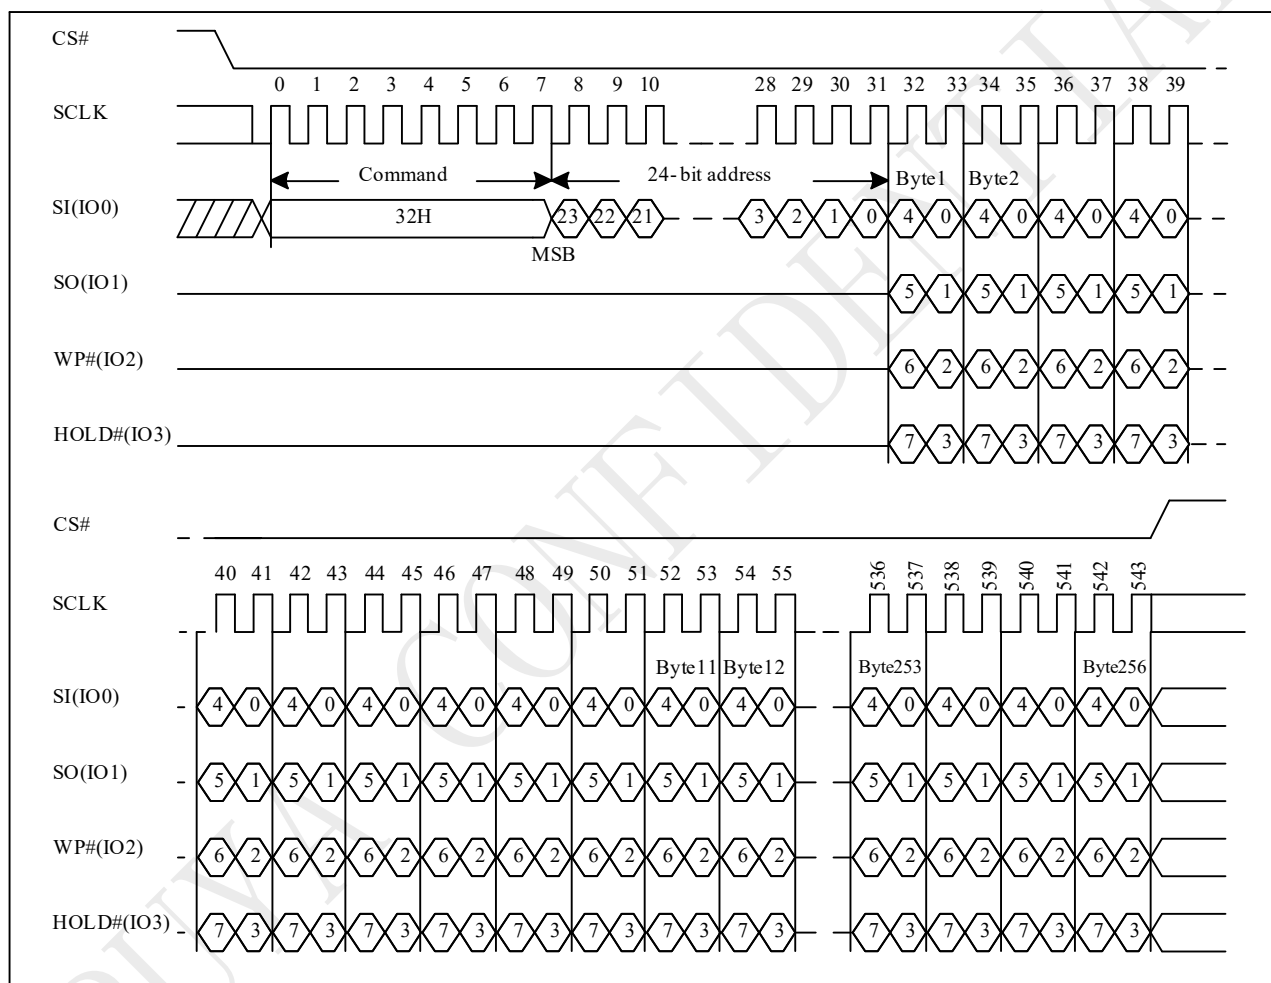 CS#
0 1 2 3 4 5 6 7 8 9 10 28 29 30 31 32 33 34 35 36 37 38 39
SCLK
Command 24-bit address Byte1 Byte2
SI(IO0) 32H 23 22 21 3 2 1 0 4 0 4 0 4 0 4 0
MSB
SO(IO1) 5 1 5 1 5 1 5 1
WP#(IO2) 6 2 6 2 6 2 6 2
HOLD#(IO3) 7 3 7 3 7 3 7 3
CS#
40 41 42 43 44 45 46 47 48 49 50 51 52 53 54 55 536 537 538 539 540 541 542 543
SCLK
Byte11 Byte12 Byte253 Byte256
SI(IO0) 4 0 4 0 4 0 4 0 4 0 4 0 4 0 4 0 4 0 4 0 4 0 4 0
SO(IO1) 5 1 5 1 5 1 5 1 5 1 5 1 5 1 5 1 5 1 5 1 5 1 5 1
WP#(IO2) 6 2 6 2 6 2 6 2 6 2 6 2 6 2 6 2 6 2 6 2 6 2 6 2
HOLD#(IO3) 7 3 7 3 7 3 7 3 7 3 7 3 7 3 7 3 7 3 7 3 7 3 7 3